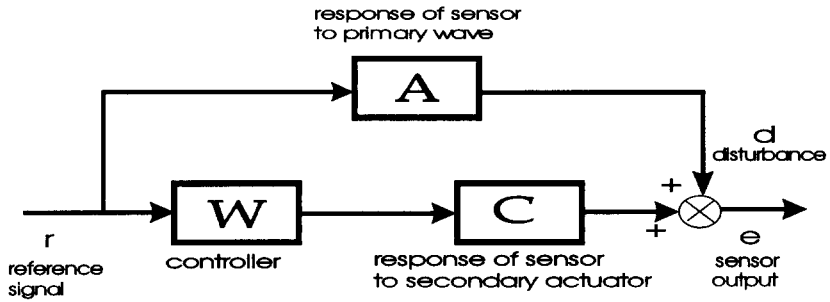 response of sensor
to primary wave
A
d
disturbance
+
W
C
+
r
reference
signal
controller
response of sensor
to secondary actuator
e
sensor
output